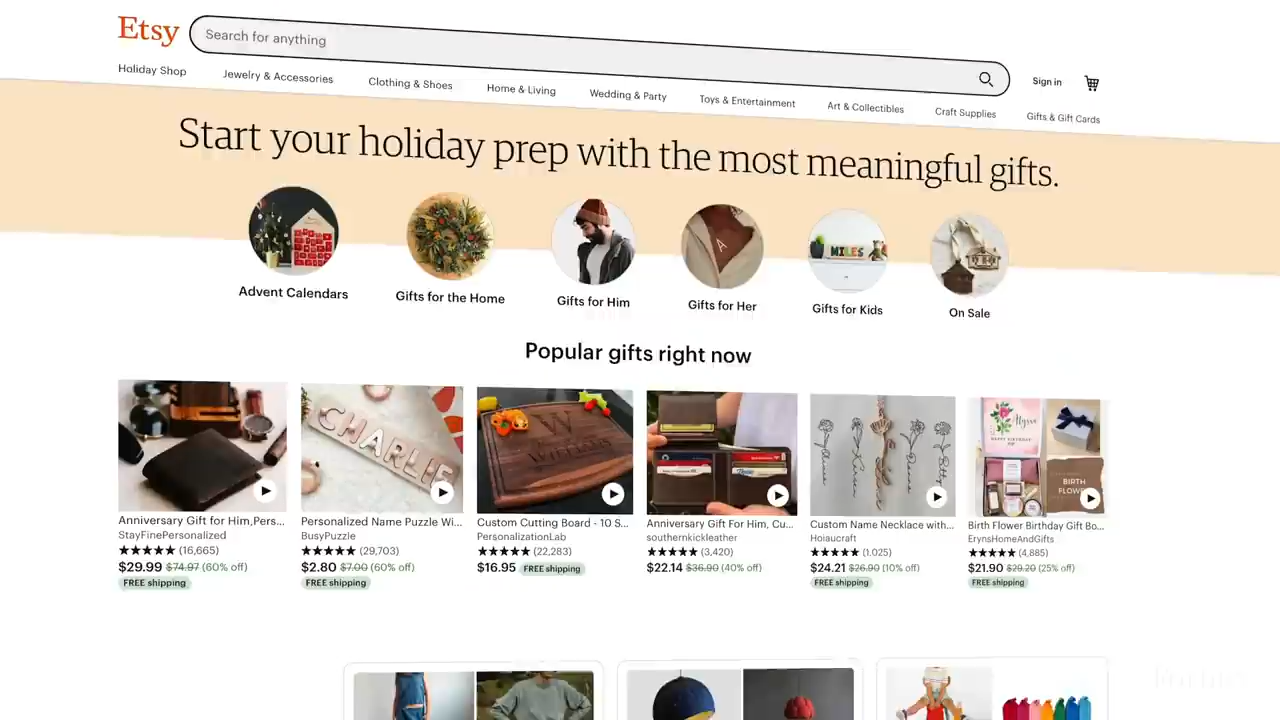 Etsy
Search for anything
Sign in
Holiday Shop Jewelry & Accessories Clothing & Shoes Home & Living Wedding & Party Toys & Entertainment Art & Collectibles Craft Supplies Gifts & Gift Cards
Start your holiday prep with the most meaningful gifts.
A
MILES
Advent Calendars Gifts for the Home Gifts for Him Gifts for Her Gifts for Kids On Sale
Popular gifts right now
CHARLIE
W
Alyssa
BIRTH
Anniversary Gift for Him,Pers... Personalized Name Puzzle Wi... Custom Cutting Board - 10 S... Anniversary Gift For Him, Cu... Custom Name Necklace with... Birth Flower Birthday Gift Bo...
StayFinePersonalized BusyPuzzle PersonalizationLab southernkickleather Hoiaucraft ErynsHomeAndGifts
★★★★★ (16,665) ★★★★★ (29,703) ★★★★★ (22,283) ★★★★★ (3,420) ★★★★★ (1,025) ★★★★★ (4,885)
$29.99 $74.97 (60% off) $2.80 $7.00 (60% off) $16.95 FREE shipping $22.14 $36.90 (40% off) $24.21 $26.90 (10% off) $21.90 $29.20 (25% off)
FREE shipping FREE shipping FREE shipping FREE shipping